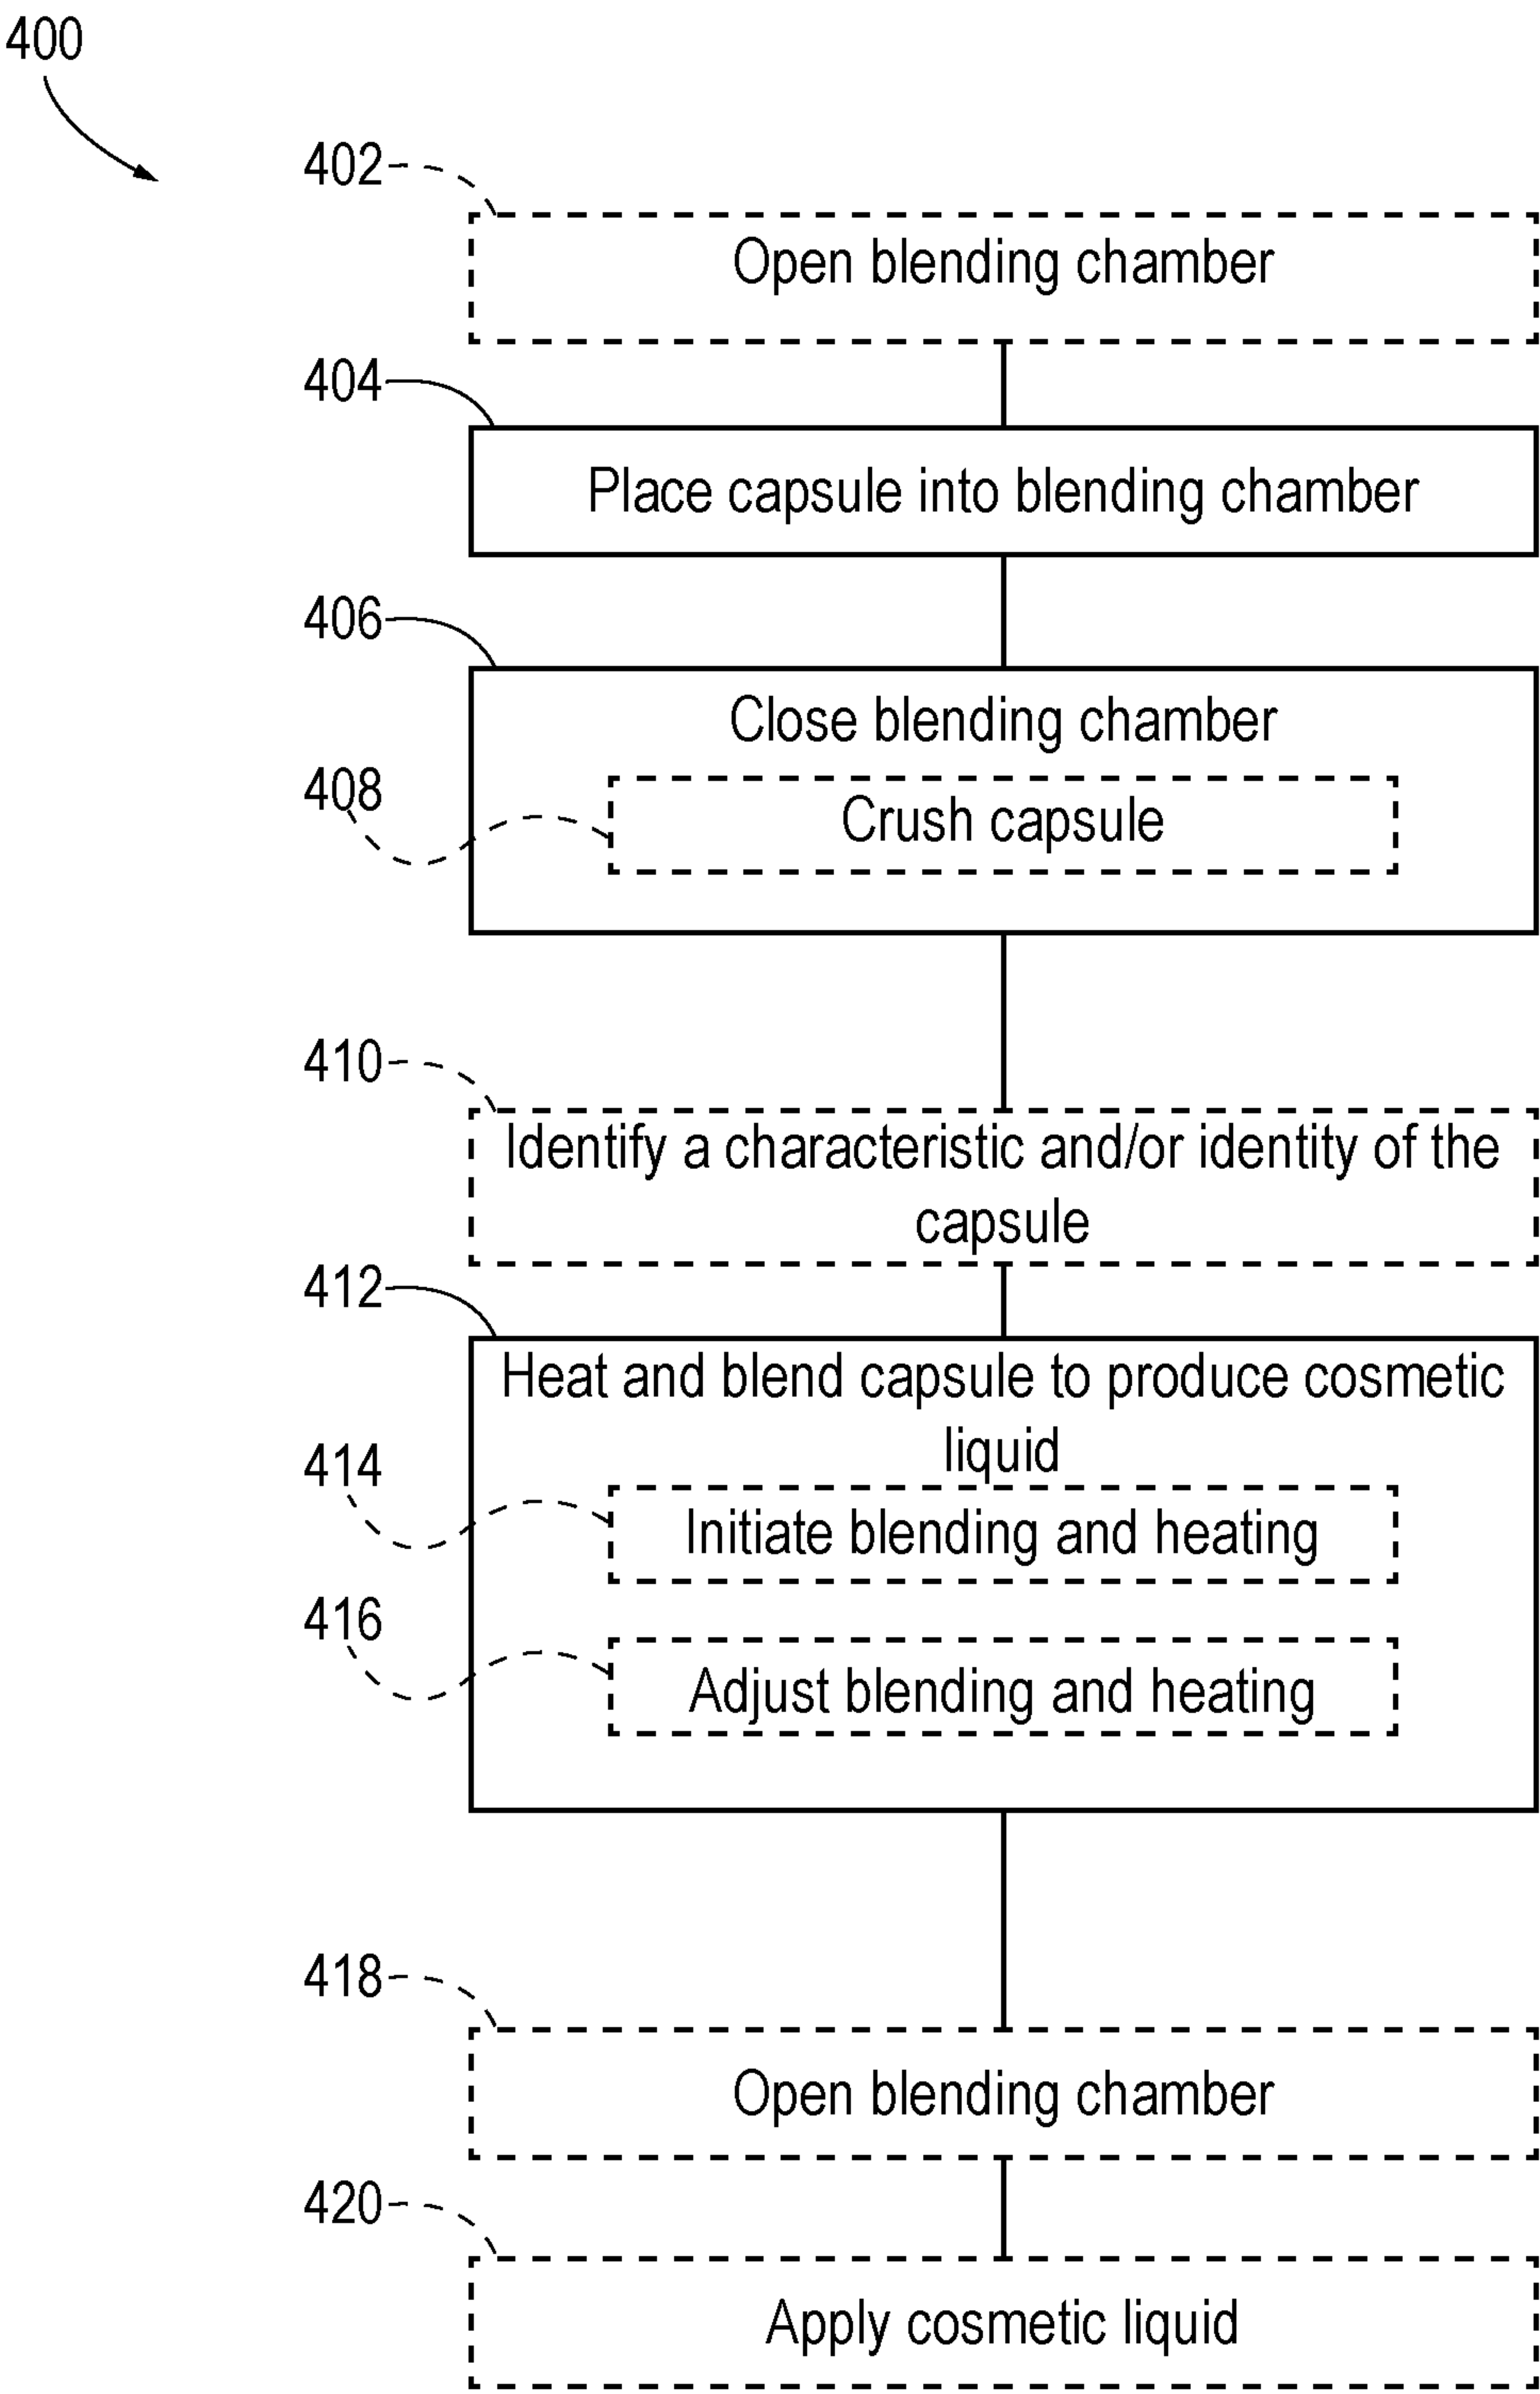 400
402
Open blending chamber
404
Place capsule into blending chamber
406
Close blending chamber
408
Crush capsule
410
Identify a characteristic and/or identity of the
capsule
412
Heat and blend capsule to produce cosmetic
liquid
414
Initiate blending and heating
416
Adjust blending and heating
418
Open blending chamber
420
Apply cosmetic liquid